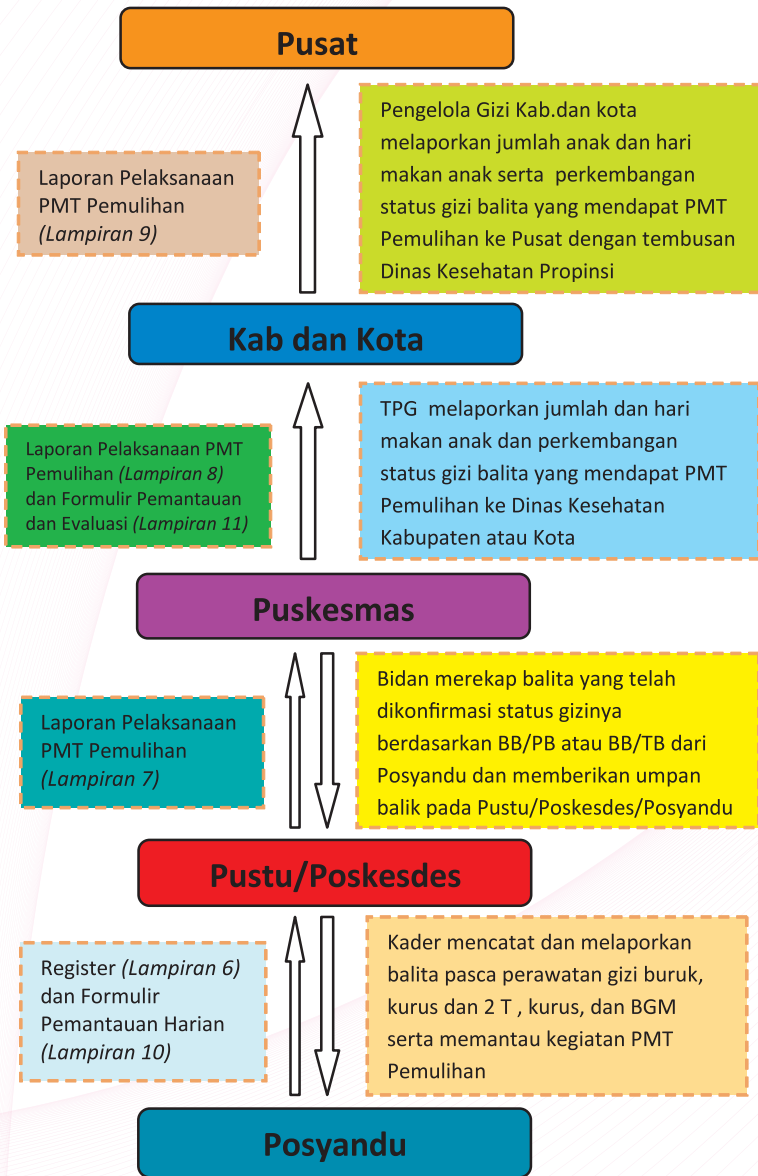 Pusat
Laporan Pelaksanaan
PMT Pemulihan
(Lampiran 9)
Pengelola Gizi Kab.dan kota
melaporkan jumlah anak dan hari
makan anak serta perkembangan
status gizi balita yang mendapat PMT
Pemulihan ke Pusat dengan tembusan
Dinas Kesehatan Propinsi
Kab dan Kota
Laporan Pelaksanaan PMT
Pemulihan (Lampiran 8)
dan Formulir Pemantauan
dan Evaluasi (Lampiran 11)
TPG melaporkan jumlah dan hari
makan anak dan perkembangan
status gizi balita yang mendapat PMT
Pemulihan ke Dinas Kesehatan
Kabupaten atau Kota
Puskesmas
Laporan Pelaksanaan
PMT Pemulihan
(Lampiran 7)
Bidan merekap balita yang telah
dikonfirmasi status gizinya
berdasarkan BB/PB atau BB/TB dari
Posyandu dan memberikan umpan
balik pada Pustu/Poskesdes/Posyandu
Pustu/Poskesdes
Register (Lampiran 6)
dan Formulir
Pemantauan Harian
(Lampiran 10)
Kader mencatat dan melaporkan
balita pasca perawatan gizi buruk,
kurus dan 2 T , kurus, dan BGM
serta memantau kegiatan PMT
Pemulihan
Posyandu